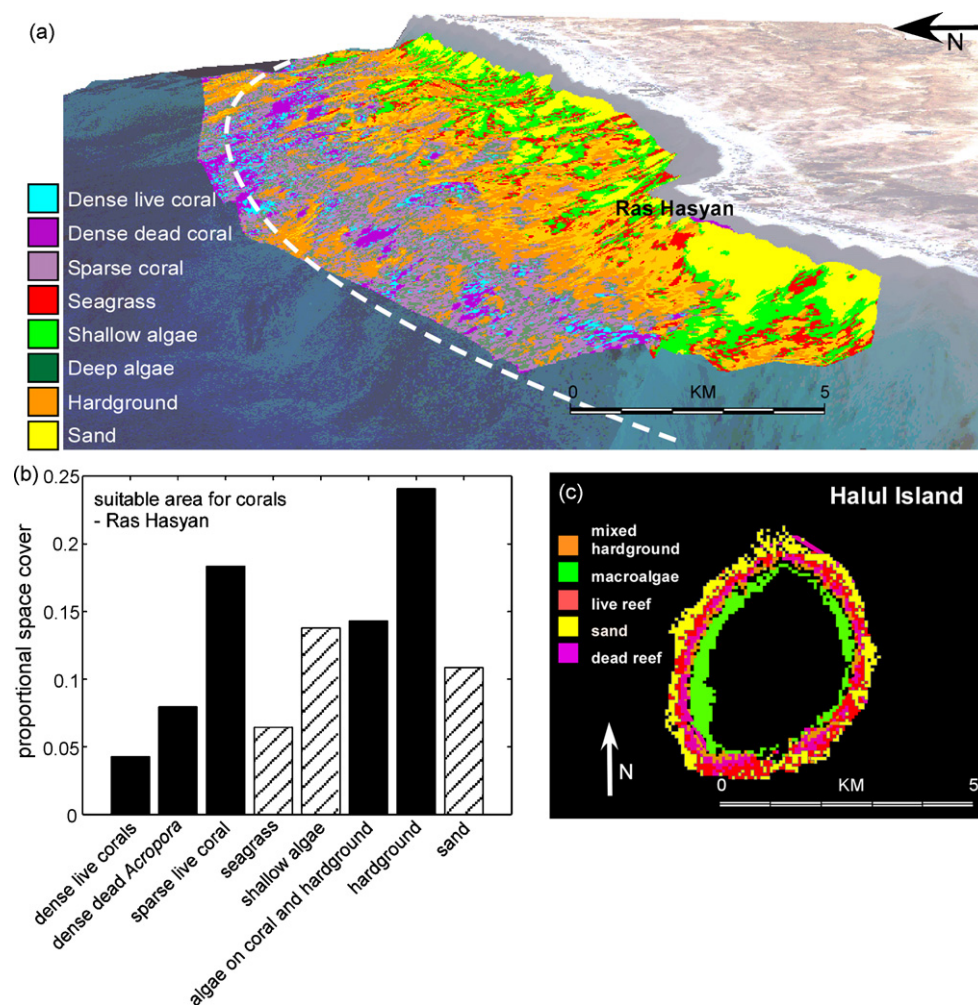 (a)
N
Ras Hasyan
Dense live coral
Dense dead coral
Sparse coral
Seagrass
Shallow algae
Deep algae
Hardground
Sand
0 KM 5
(b)
suitable area for corals
- Ras Hasyan
proportional space cover
0.25
0.2
0.15
0.1
0.05
0
dense live corals
dense dead Acropora
sparse live coral
seagrass
shallow algae
algae on coral and hardground
hardground
sand
(c)
Halul Island
mixed
hardground
macroalgae
live reef
sand
dead reef
N
0 KM 5